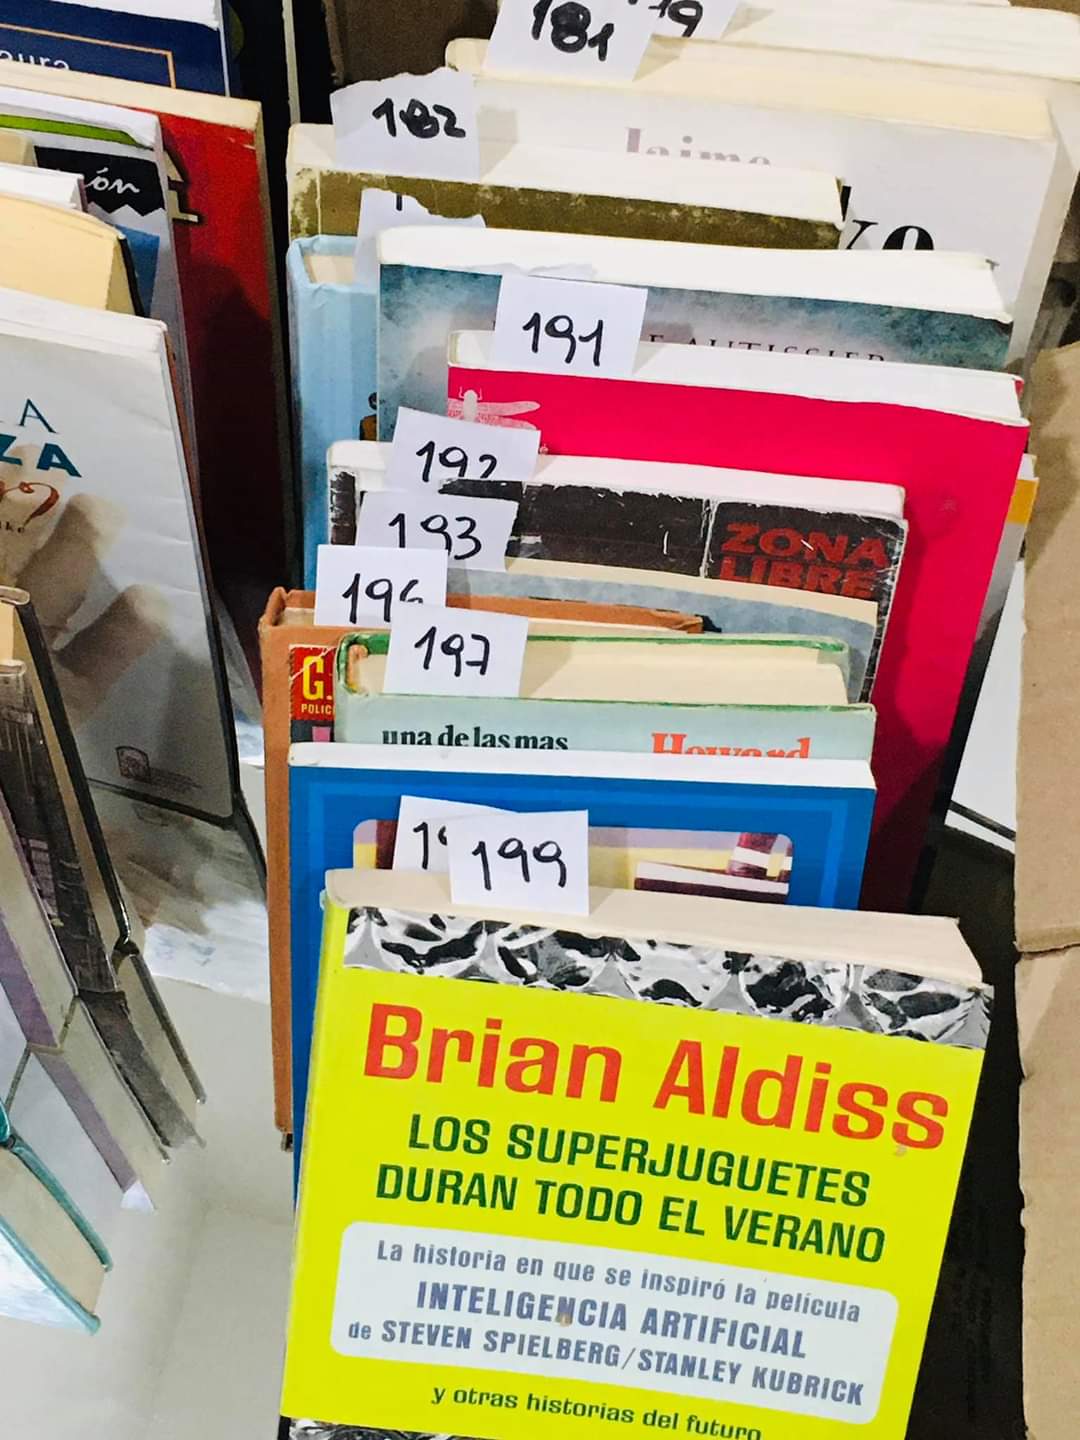 181
182
191
192
193
197
199
ZONA
LIBRE
una de las mas
Howard
Brian Aldiss
LOS SUPERJUGUETES
DURAN TODO EL VERANO
La historia en que se inspiró la película
INTELIGENCIA ARTIFICIAL
de STEVEN SPIELBERG/STANLEY KUBRICK
y otras historias del futuro